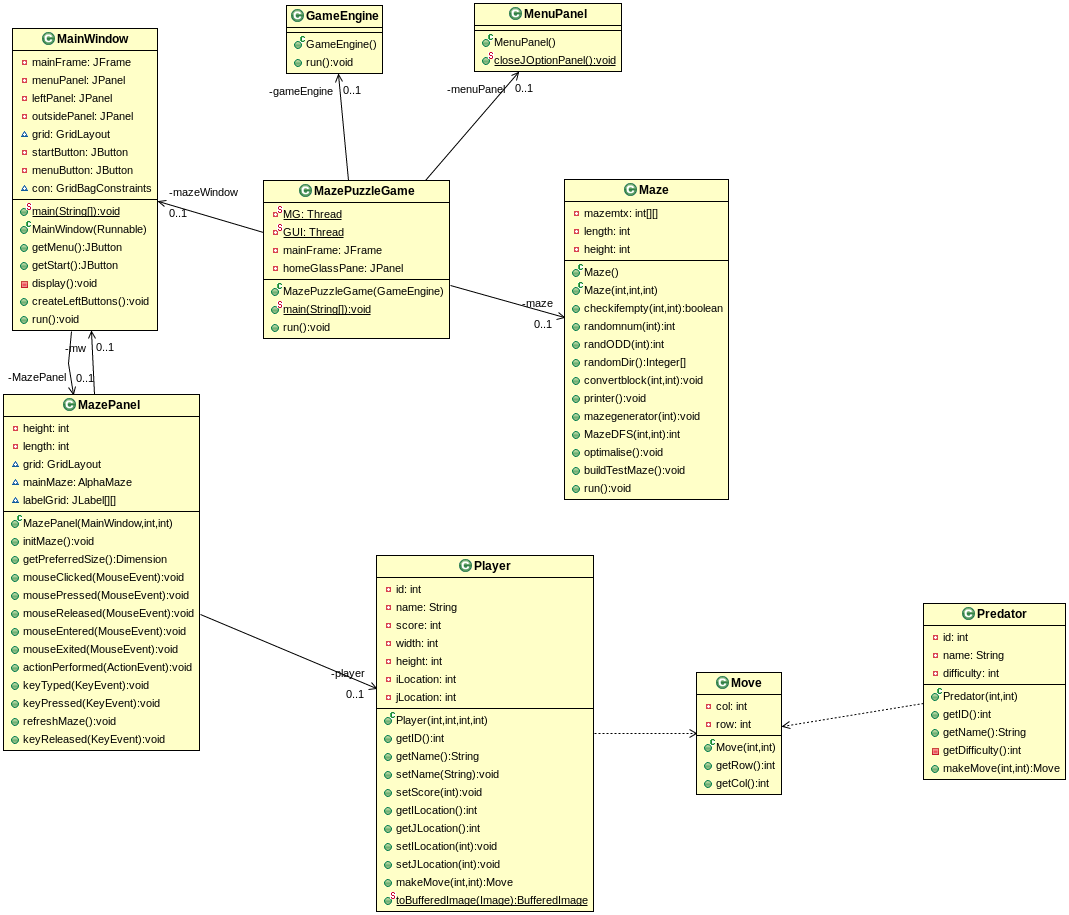 GameEngine
GameEngine()
run():void
MenuPanel
MenuPanel()
closeJOptionPanel():void
MainWindow
mainFrame: JFrame
menuPanel: JPanel
leftPanel: JPanel
outsidePanel: JPanel
grid: GridLayout
startButton: JButton
menuButton: JButton
con: GridBagConstraints
main(String[]):void
MainWindow(Runnable)
getMenu():JButton
getStart():JButton
display():void
createLeftButtons():void
run():void
-gameEngine 0..1
-menuPanel 0..1
-mazeWindow
0..1
MazePuzzleGame
MG: Thread
GUI: Thread
mainFrame: JFrame
homeGlassPane: JPanel
MazePuzzleGame(GameEngine)
main(String[]):void
run():void
-maze
0..1
Maze
mazemtx: int[][]
length: int
height: int
Maze()
Maze(int,int,int)
checkifempty(int,int):boolean
randomnum(int):int
randODD(int):int
randomDir():Integer[]
convertblock(int,int):void
printer():void
mazegenerator(int):void
MazeDFS(int,int):int
optimalise():void
buildTestMaze():void
run():void
-mw 0..1
-MazePanel 0..1
MazePanel
height: int
length: int
grid: GridLayout
mainMaze: AlphaMaze
labelGrid: JLabel[][]
MazePanel(MainWindow,int,int)
initMaze():void
getPreferredSize():Dimension
mouseClicked(MouseEvent):void
mousePressed(MouseEvent):void
mouseReleased(MouseEvent):void
mouseEntered(MouseEvent):void
mouseExited(MouseEvent):void
actionPerformed(ActionEvent):void
keyTyped(KeyEvent):void
keyPressed(KeyEvent):void
refreshMaze():void
keyReleased(KeyEvent):void
-player
0..1
Player
id: int
name: String
score: int
width: int
height: int
iLocation: int
jLocation: int
Player(int,int,int,int)
getID():int
getName():String
setName(String):void
setScore(int):void
getILocation():int
getJLocation():int
setILocation(int):void
setJLocation(int):void
makeMove(int,int):Move
toBufferedImage(Image):BufferedImage
Move
col: int
row: int
Move(int,int)
getRow():int
getCol():int
Predator
id: int
name: String
difficulty: int
Predator(int,int)
getID():int
getName():String
getDifficulty():int
makeMove(int,int):Move